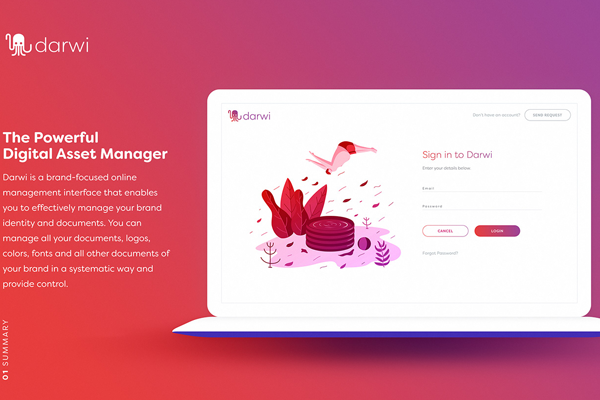 darwi
The Powerful
Digital Asset Manager
Darwi is a brand-focused online
management interface that enables
you to effectively manage your brand
identity and documents. You can
manage all your documents, logos,
colors, fonts and all other documents of
your brand in a systematic way and
provide control.
01 SUMMARY
darwi
Don't have an account?
SEND REQUEST
Sign in to Darwi
Enter your details below
Email
Password
CANCEL
LOGIN
Forgot Password?